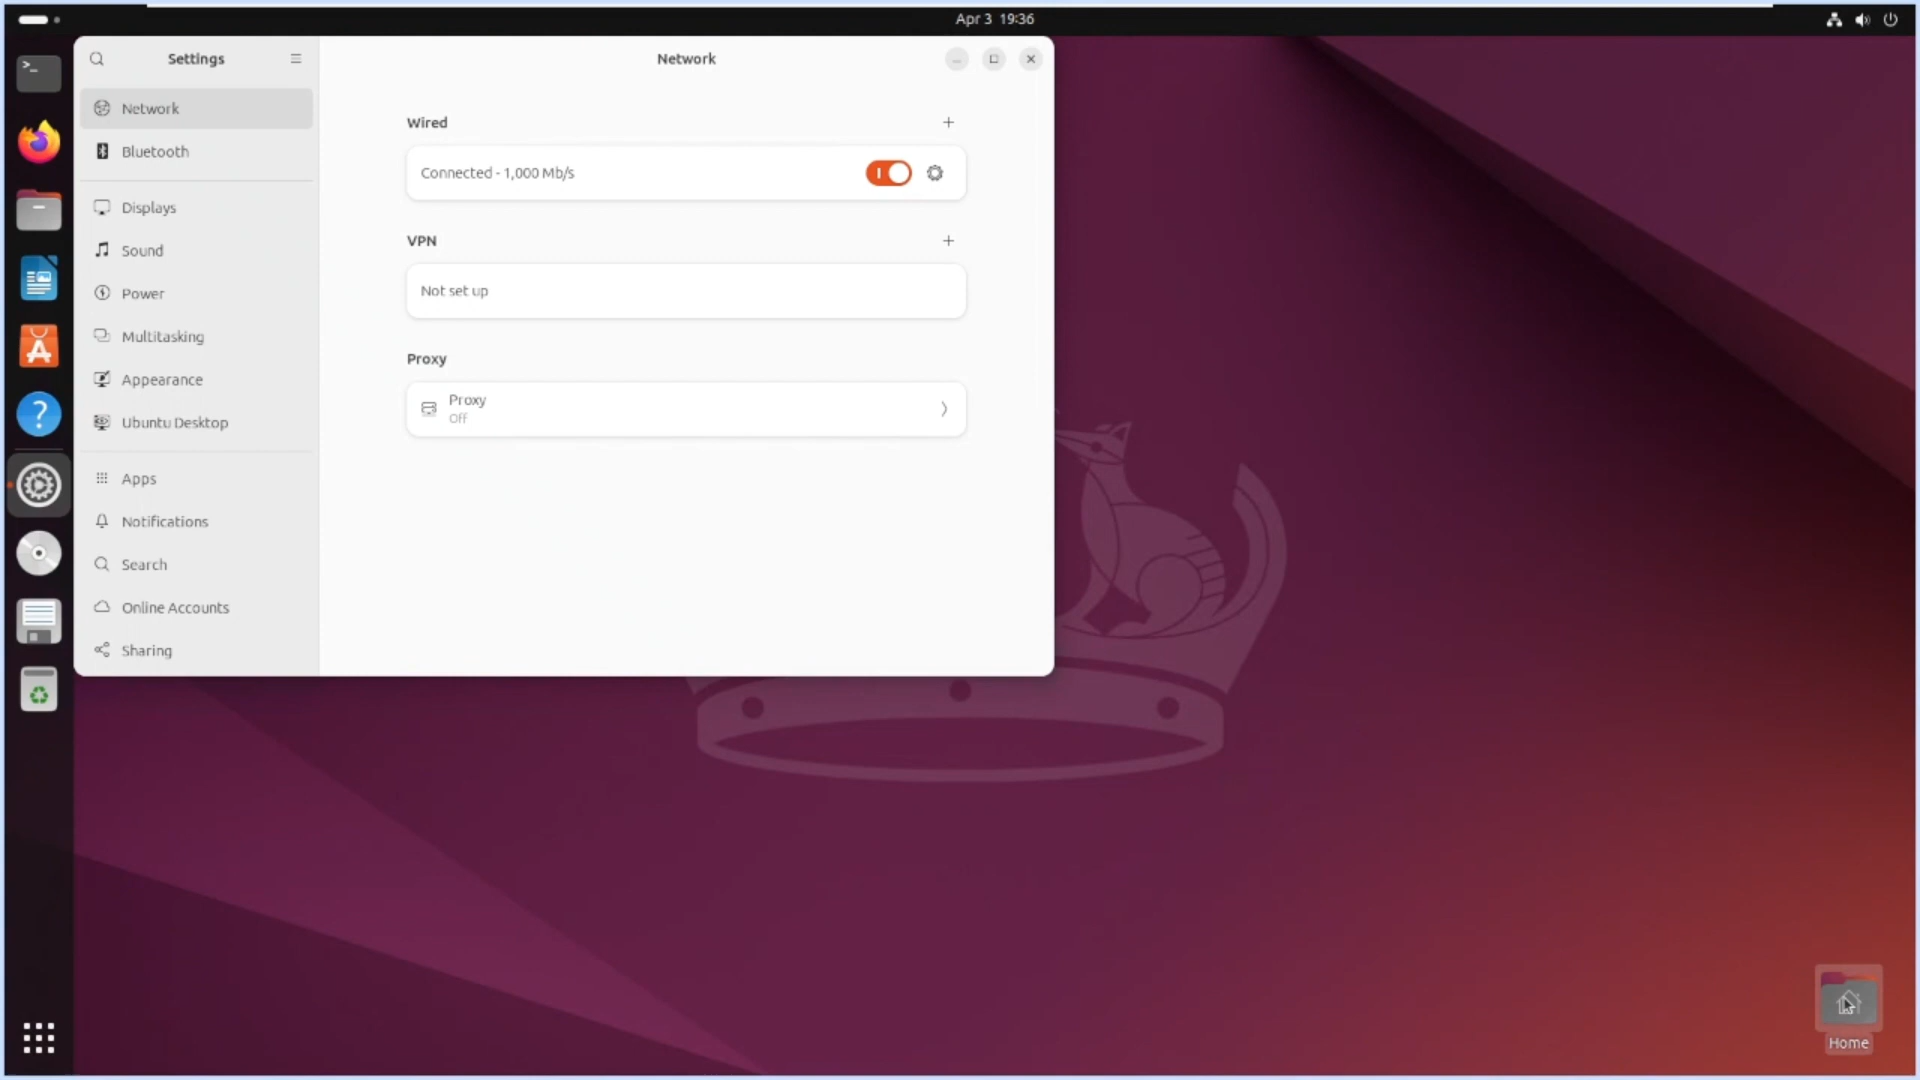 Apr 3 19:36
Settings
Network
Network
Bluetooth
Displays
Sound
Power
Multitasking
Appearance
Ubuntu Desktop
Apps
Notifications
Search
Online Accounts
Sharing
Wired
Connected - 1,000 Mb/s
VPN
Not set up
Proxy
Proxy
Off
Home